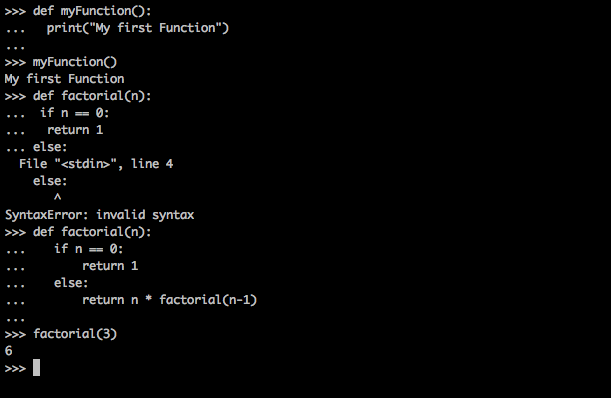 >>> def myFunction():
...   print("My first Function")
...
>>> myFunction()
My first Function
>>> def factorial(n):
...  if n == 0:
...   return 1
... else:
  File "<stdin>", line 4
    else:
       ^
SyntaxError: invalid syntax
>>> def factorial(n):
...    if n == 0:
...        return 1
...    else:
...        return n * factorial(n-1)
...
>>> factorial(3)
6
>>>